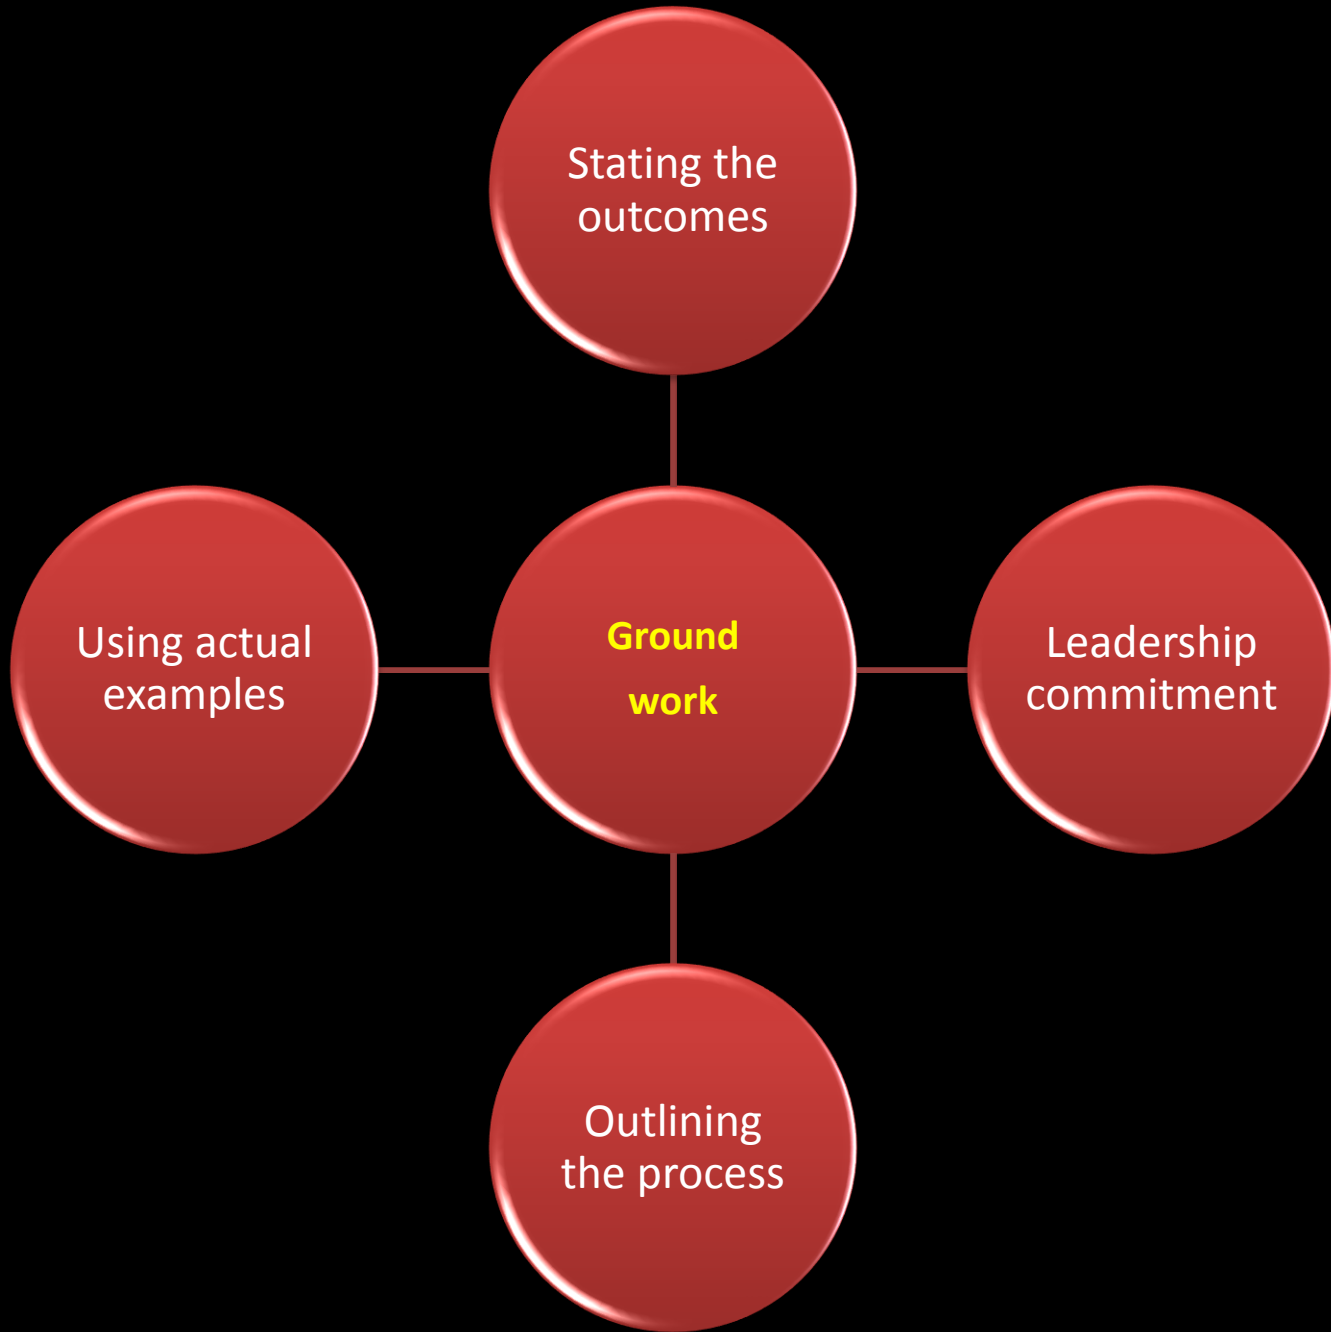 Stating the
outcomes
Using actual
examples
Ground
work
Leadership
commitment
Outlining
the process